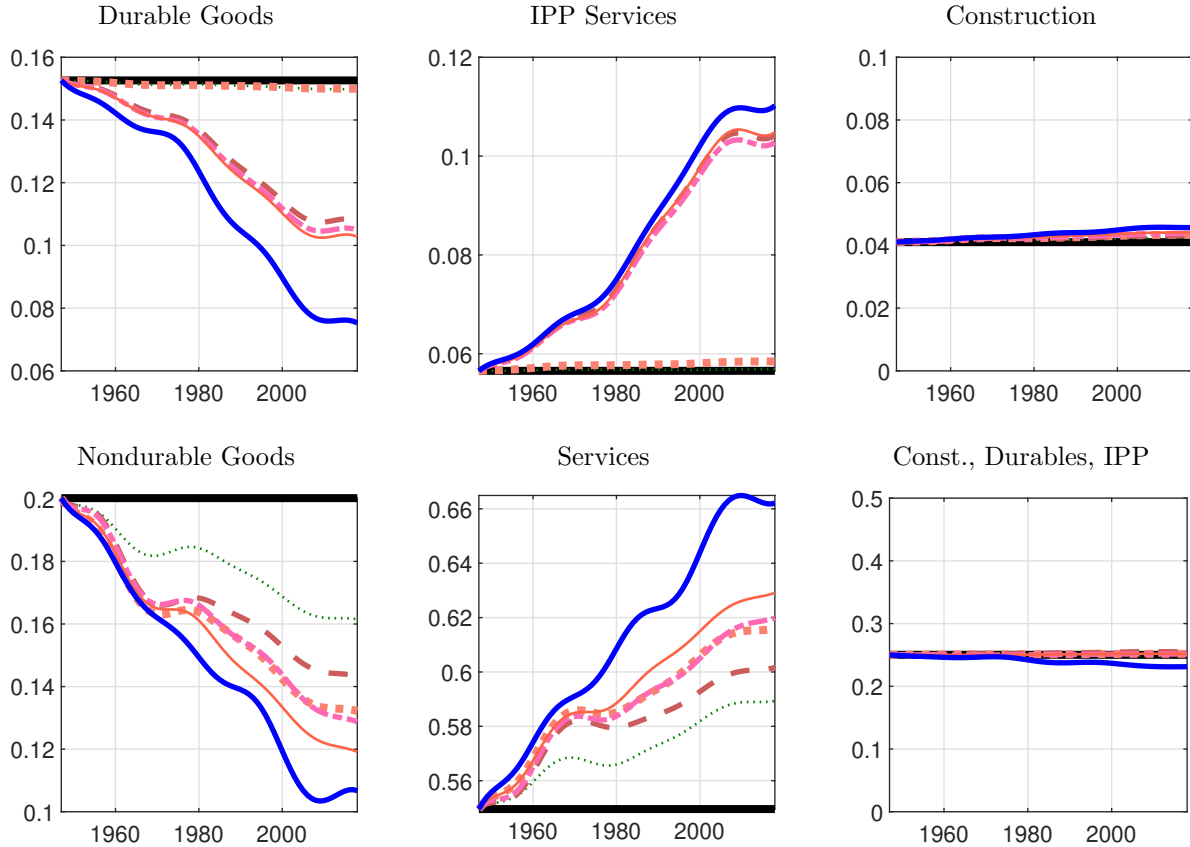 Durable Goods
IPP Services
Construction
0.16
0.14
0.12
0.1
0.08
0.06
1960 1980 2000
0.12
0.1
0.08
0.06
1960 1980 2000
0.1
0.08
0.06
0.04
0.02
0
1960 1980 2000
Nondurable Goods
Services
Const., Durables, IPP
0.2
0.18
0.16
0.14
0.12
0.1
1960 1980 2000
0.66
0.64
0.62
0.6
0.58
0.56
1960 1980 2000
0.5
0.4
0.3
0.2
0.1
0
1960 1980 2000